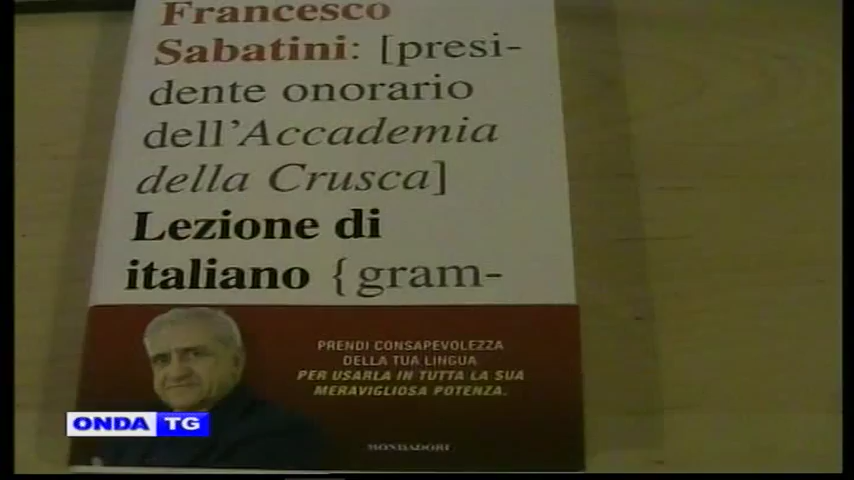 Francesco
Sabatini: [presi-
dente onorario
dell'Accademia
della Crusca]
Lezione di
italiano {gram-
PRENDI CONSAPEVOLEZZA
DELLA TUA LINGUA
PER USARLA IN TUTTA LA SUA
MERAVIGLIOSA POTENZA.
ONDA TG
MONDADORI